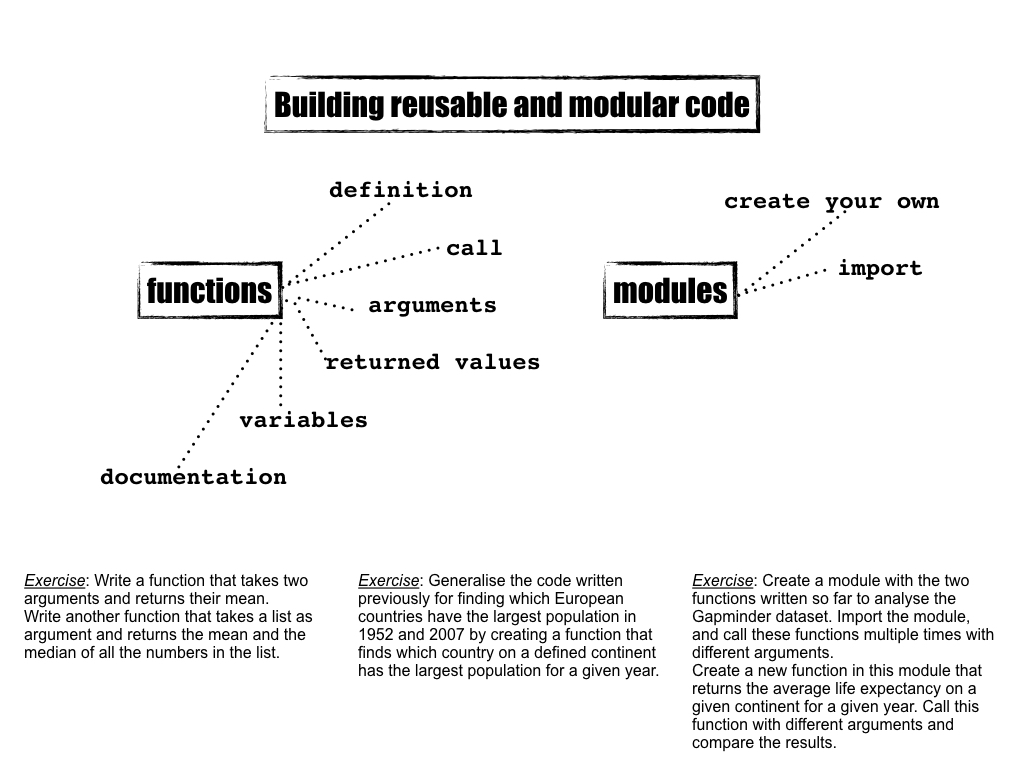 Building reusable and modular code
definition
call
functions
arguments
returned values
variables
documentation
create your own
import
modules
Exercise: Write a function that takes two
arguments and returns their mean.
Write another function that takes a list as
argument and returns the mean and the
median of all the numbers in the list.
Exercise: Generalise the code written
previously for finding which European
countries have the largest population in
1952 and 2007 by creating a function that
finds which country on a defined continent
has the largest population for a given year.
Exercise: Create a module with the two
functions written so far to analyse the
Gapminder dataset. Import the module,
and call these functions multiple times with
different arguments.
Create a new function in this module that
returns the average life expectancy on a
given continent for a given year. Call this
function with different arguments and
compare the results.